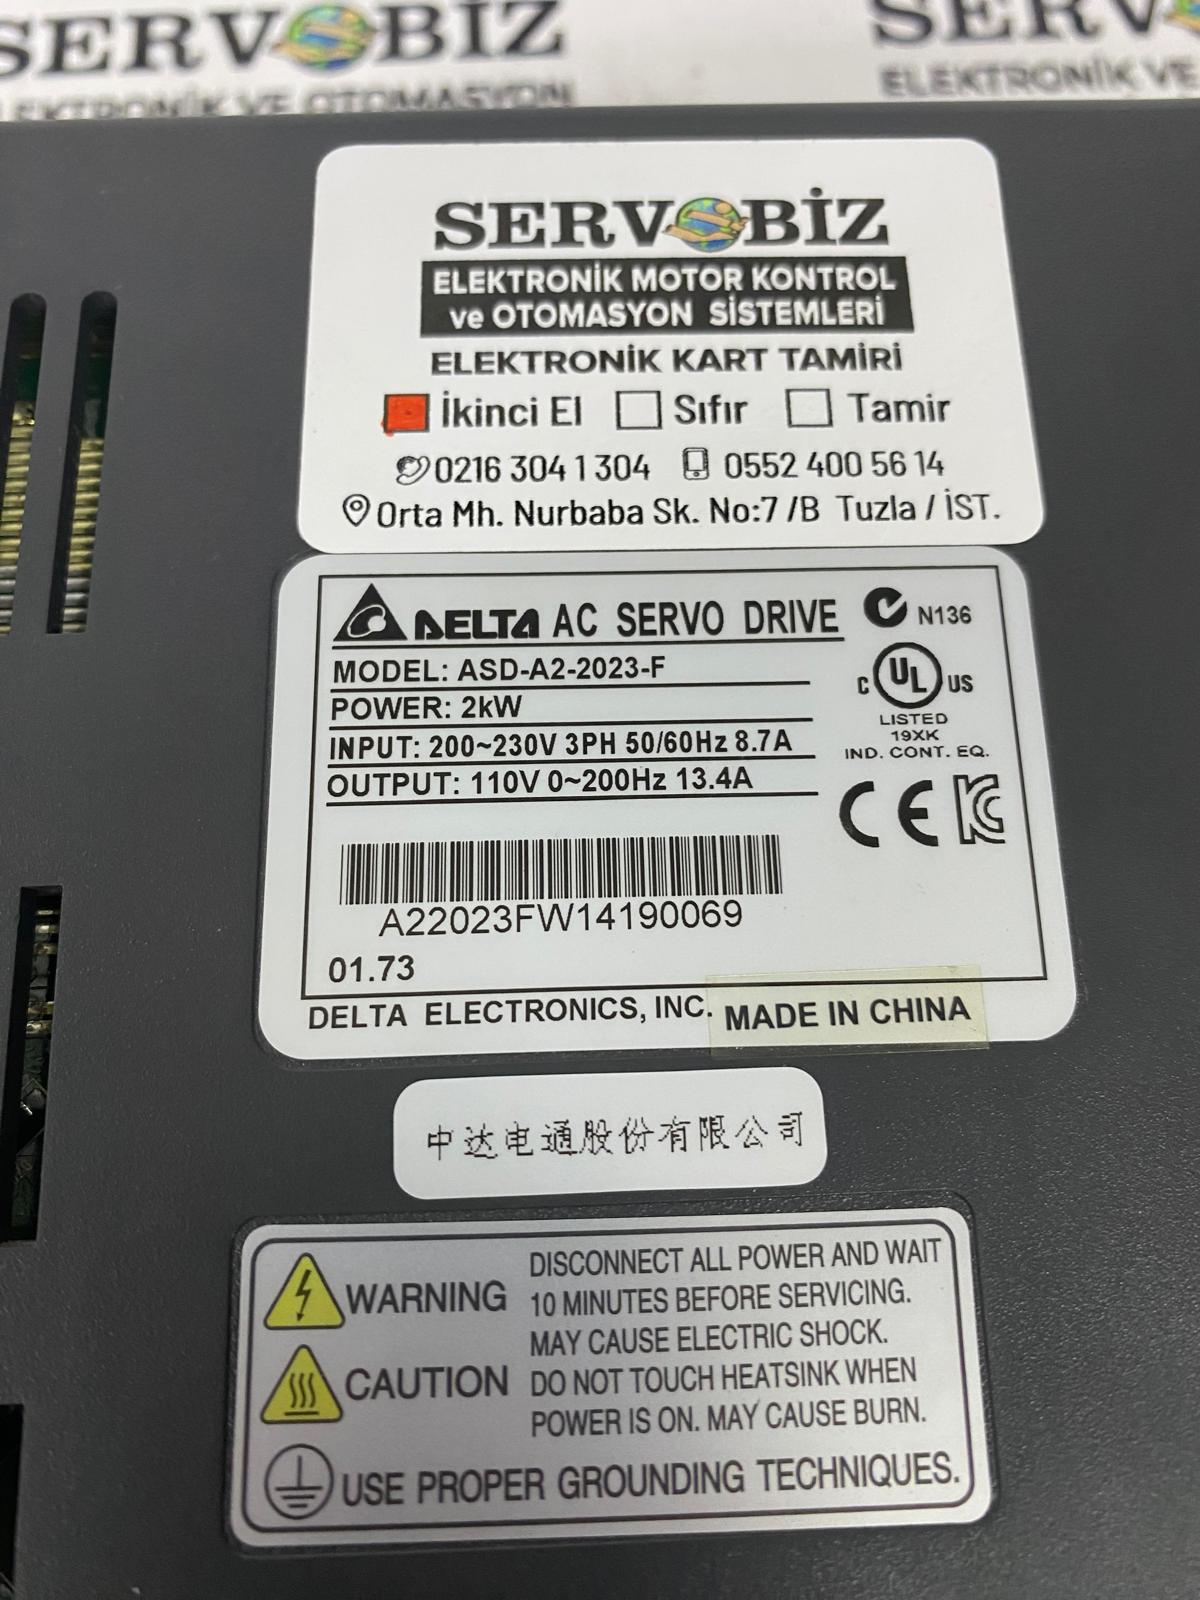 SERVOBİZ
ELEKTRONİK VE OTOMASYON
SERV
ELEKTRONİK VE
SERVOBİZ
ELEKTRONİK MOTOR KONTROL
ve OTOMASYON SİSTEMLERİ
ELEKTRONİK KART TAMİRİ
İkinci El Sıfır Tamir
0216 304 1 304 0552 400 56 14
Orta Mh. Nurbaba Sk. No:7 /B Tuzla / İST.
DELTA AC SERVO DRIVE
N136
MODEL: ASD-A2-2023-F
POWER: 2kW
INPUT: 200~230V 3PH 50/60Hz 8.7A
OUTPUT: 110V 0~200Hz 13.4A
C UL US
LISTED
19XK
IND. CONT. EQ.
CE KC
A22023FW14190069
01.73
DELTA ELECTRONICS, INC. MADE IN CHINA
中达电通股份有限公司
WARNING
DISCONNECT ALL POWER AND WAIT
10 MINUTES BEFORE SERVICING.
MAY CAUSE ELECTRIC SHOCK.
CAUTION
DO NOT TOUCH HEATSINK WHEN
POWER IS ON. MAY CAUSE BURN.
USE PROPER GROUNDING TECHNIQUES.